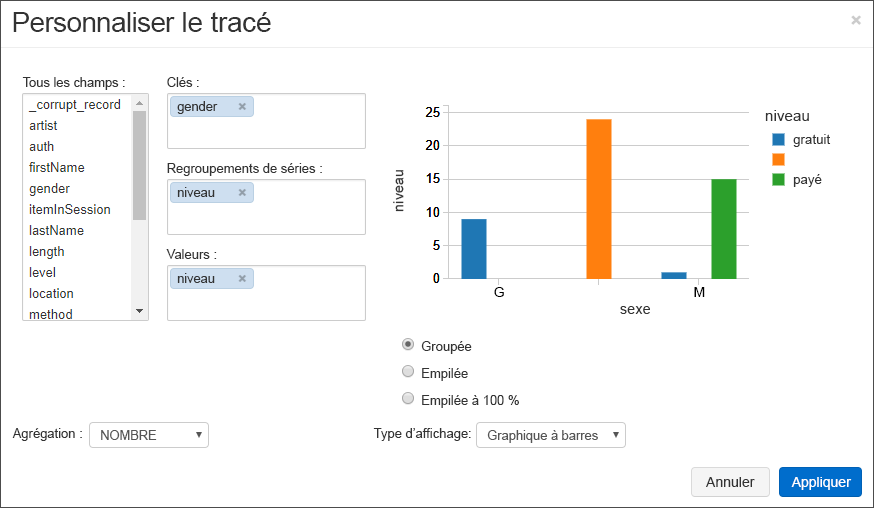 Personnaliser le tracé
×
Tous les champs :
_corrupt_record
artist
auth
firstName
gender
itemInSession
lastName
length
level
location
method
Clés :
gender ×
Regroupements de séries :
niveau ×
Valeurs :
niveau ×
niveau
25
20
15
10
5
0
G
M
sexe
niveau
gratuit
payé
Groupée
Empilée
Empilée à 100 %
Agrégation :
NOMBRE
Type d’affichage:
Graphique à barres
Annuler
Appliquer